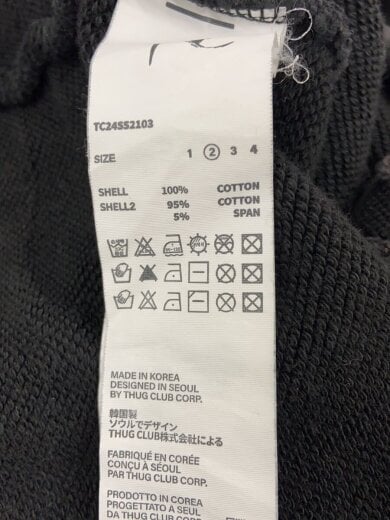 TC24SS2103
SIZE 1 2 3 4
SHELL 100% COTTON
SHELL2 95% COTTON
5% SPAN
MADE IN KOREA
DESIGNED IN SEOUL
BY THUG CLUB CORP.
韓国製
ソウルでデザイン
THUG CLUB株式会社による
FABRIQUÉ EN CORÉE
CONÇU À SÉOUL
PAR THUG CLUB CORP.
PRODOTTO IN COREA
PROGETTATO A SEUL
DA THUG CLUB CORP.